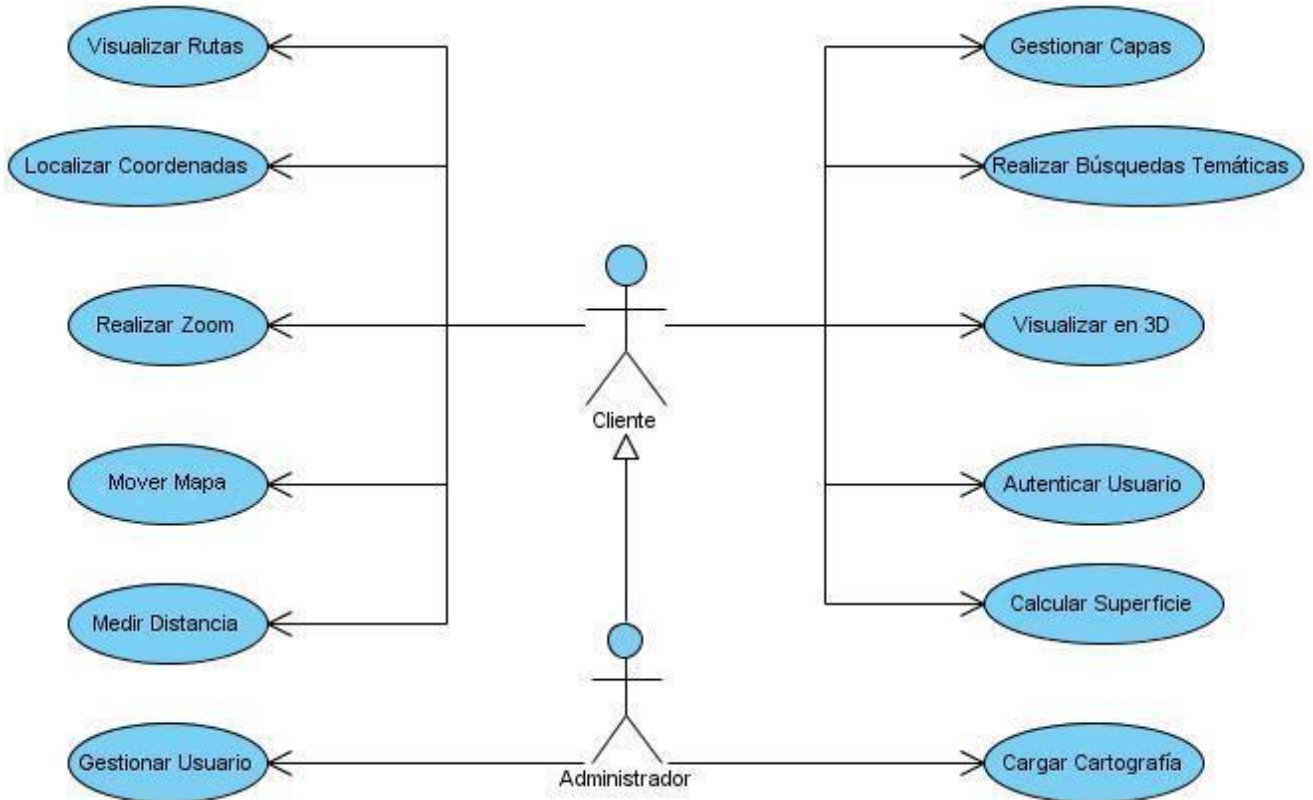 Visualizar Rutas
Gestionar Capas
Localizar Coordenadas
Realizar Búsquedas Temáticas
Realizar Zoom
Visualizar en 3D
Cliente
Mover Mapa
Autenticar Usuario
Medir Distancia
Calcular Superficie
Gestionar Usuario
Administrador
Cargar Cartografía